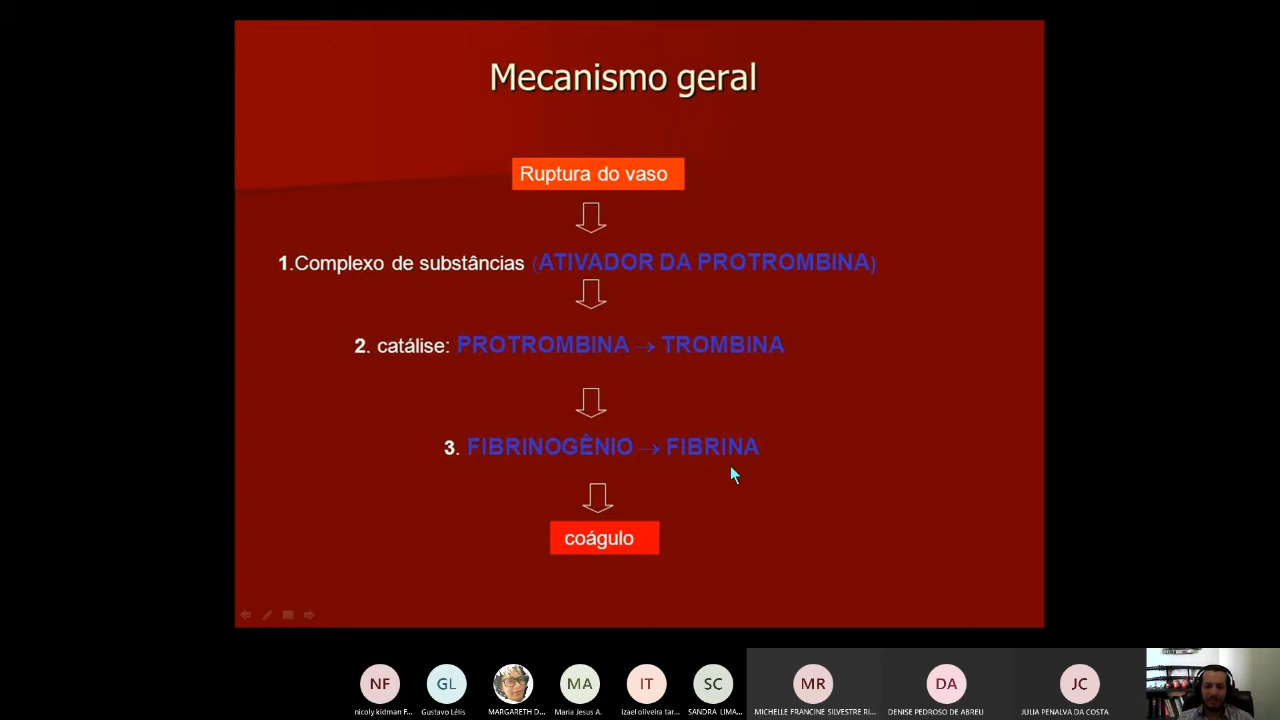 Mecanismo geral
Ruptura do vaso
1.Complexo de substâncias (ATIVADOR DA PROTROMBINA)
2. catálise: PROTROMBINA → TROMBINA
3. FIBRINOGÊNIO → FIBRINA
coágulo
NF
GL
MA
IT
SC
MR
DA
JC
nicoly kidman F...
Gustavo Lélis
MARGARETH D...
Maria Jesus A.
izael oliveira tar...
SANDRA LIMA...
MICHELLE FRANCINE SILVESTRE RI...
DENISE PEDROSO DE ABREU
JULIA PENALVA DA COSTA